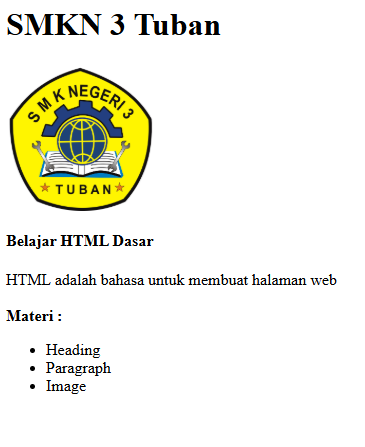 SMKN 3 Tuban
SMK NEGERI 3
TUBAN
Belajar HTML Dasar
HTML adalah bahasa untuk membuat halaman web
Materi :
Heading
Paragraph
Image